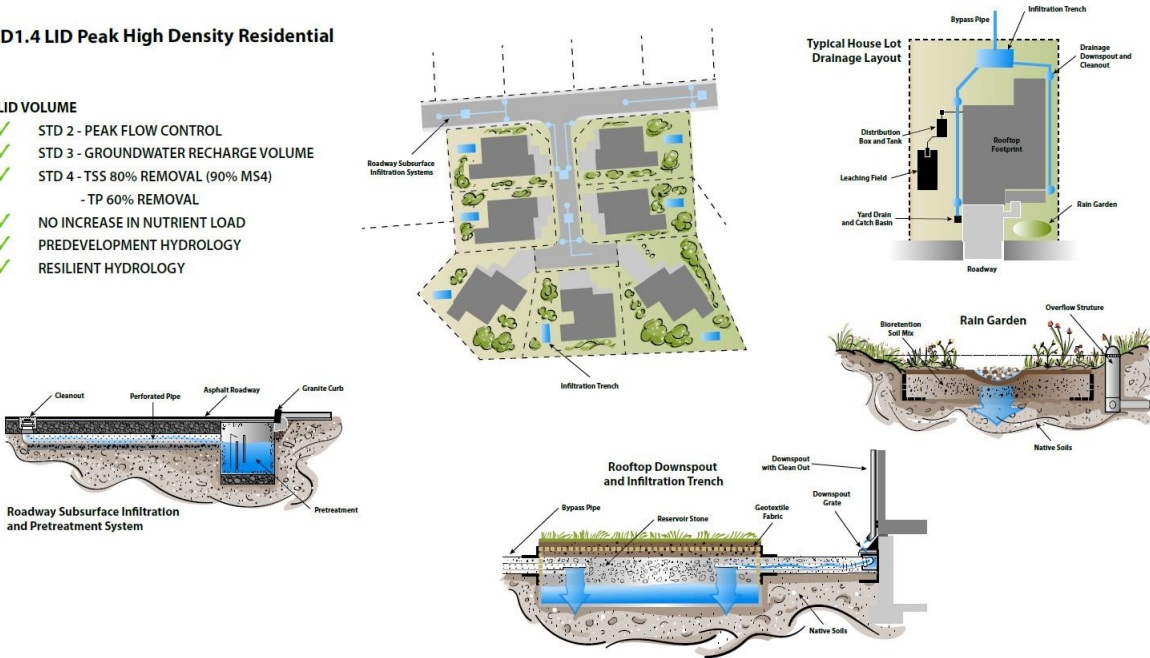 D1.4 LID Peak High Density Residential
LID VOLUME
STD 2 - PEAK FLOW CONTROL
STD 3 - GROUNDWATER RECHARGE VOLUME
STD 4 - TSS 80% REMOVAL (90% MS4)
- TP 60% REMOVAL
NO INCREASE IN NUTRIENT LOAD
PREDEVELOPMENT HYDROLOGY
RESILIENT HYDROLOGY
Roadway Subsurface
Infiltration Systems
Infiltration Trench
Typical House Lot
Drainage Layout
Bypass Pipe
Infiltration Trench
Drainage
Downspout and
Cleanout
Distribution
Box and Tank
Rooftop
Footprint
Leaching Field
Yard Drain
and Catch Basin
Rain Garden
Roadway
Rain Garden
Overflow Struture
Bioretention
Soil Mix
Native Soils
Cleanout
Perforated Pipe
Asphalt Roadway
Granite Curb
Pretreatment
Roadway Subsurface Infiltration
and Pretreatment System
Rooftop Downspout
and Infiltration Trench
Downspout
with Clean Out
Bypass Pipe
Reservoir Stone
Geotextile
Fabric
Downspout
Grate
Native Soils